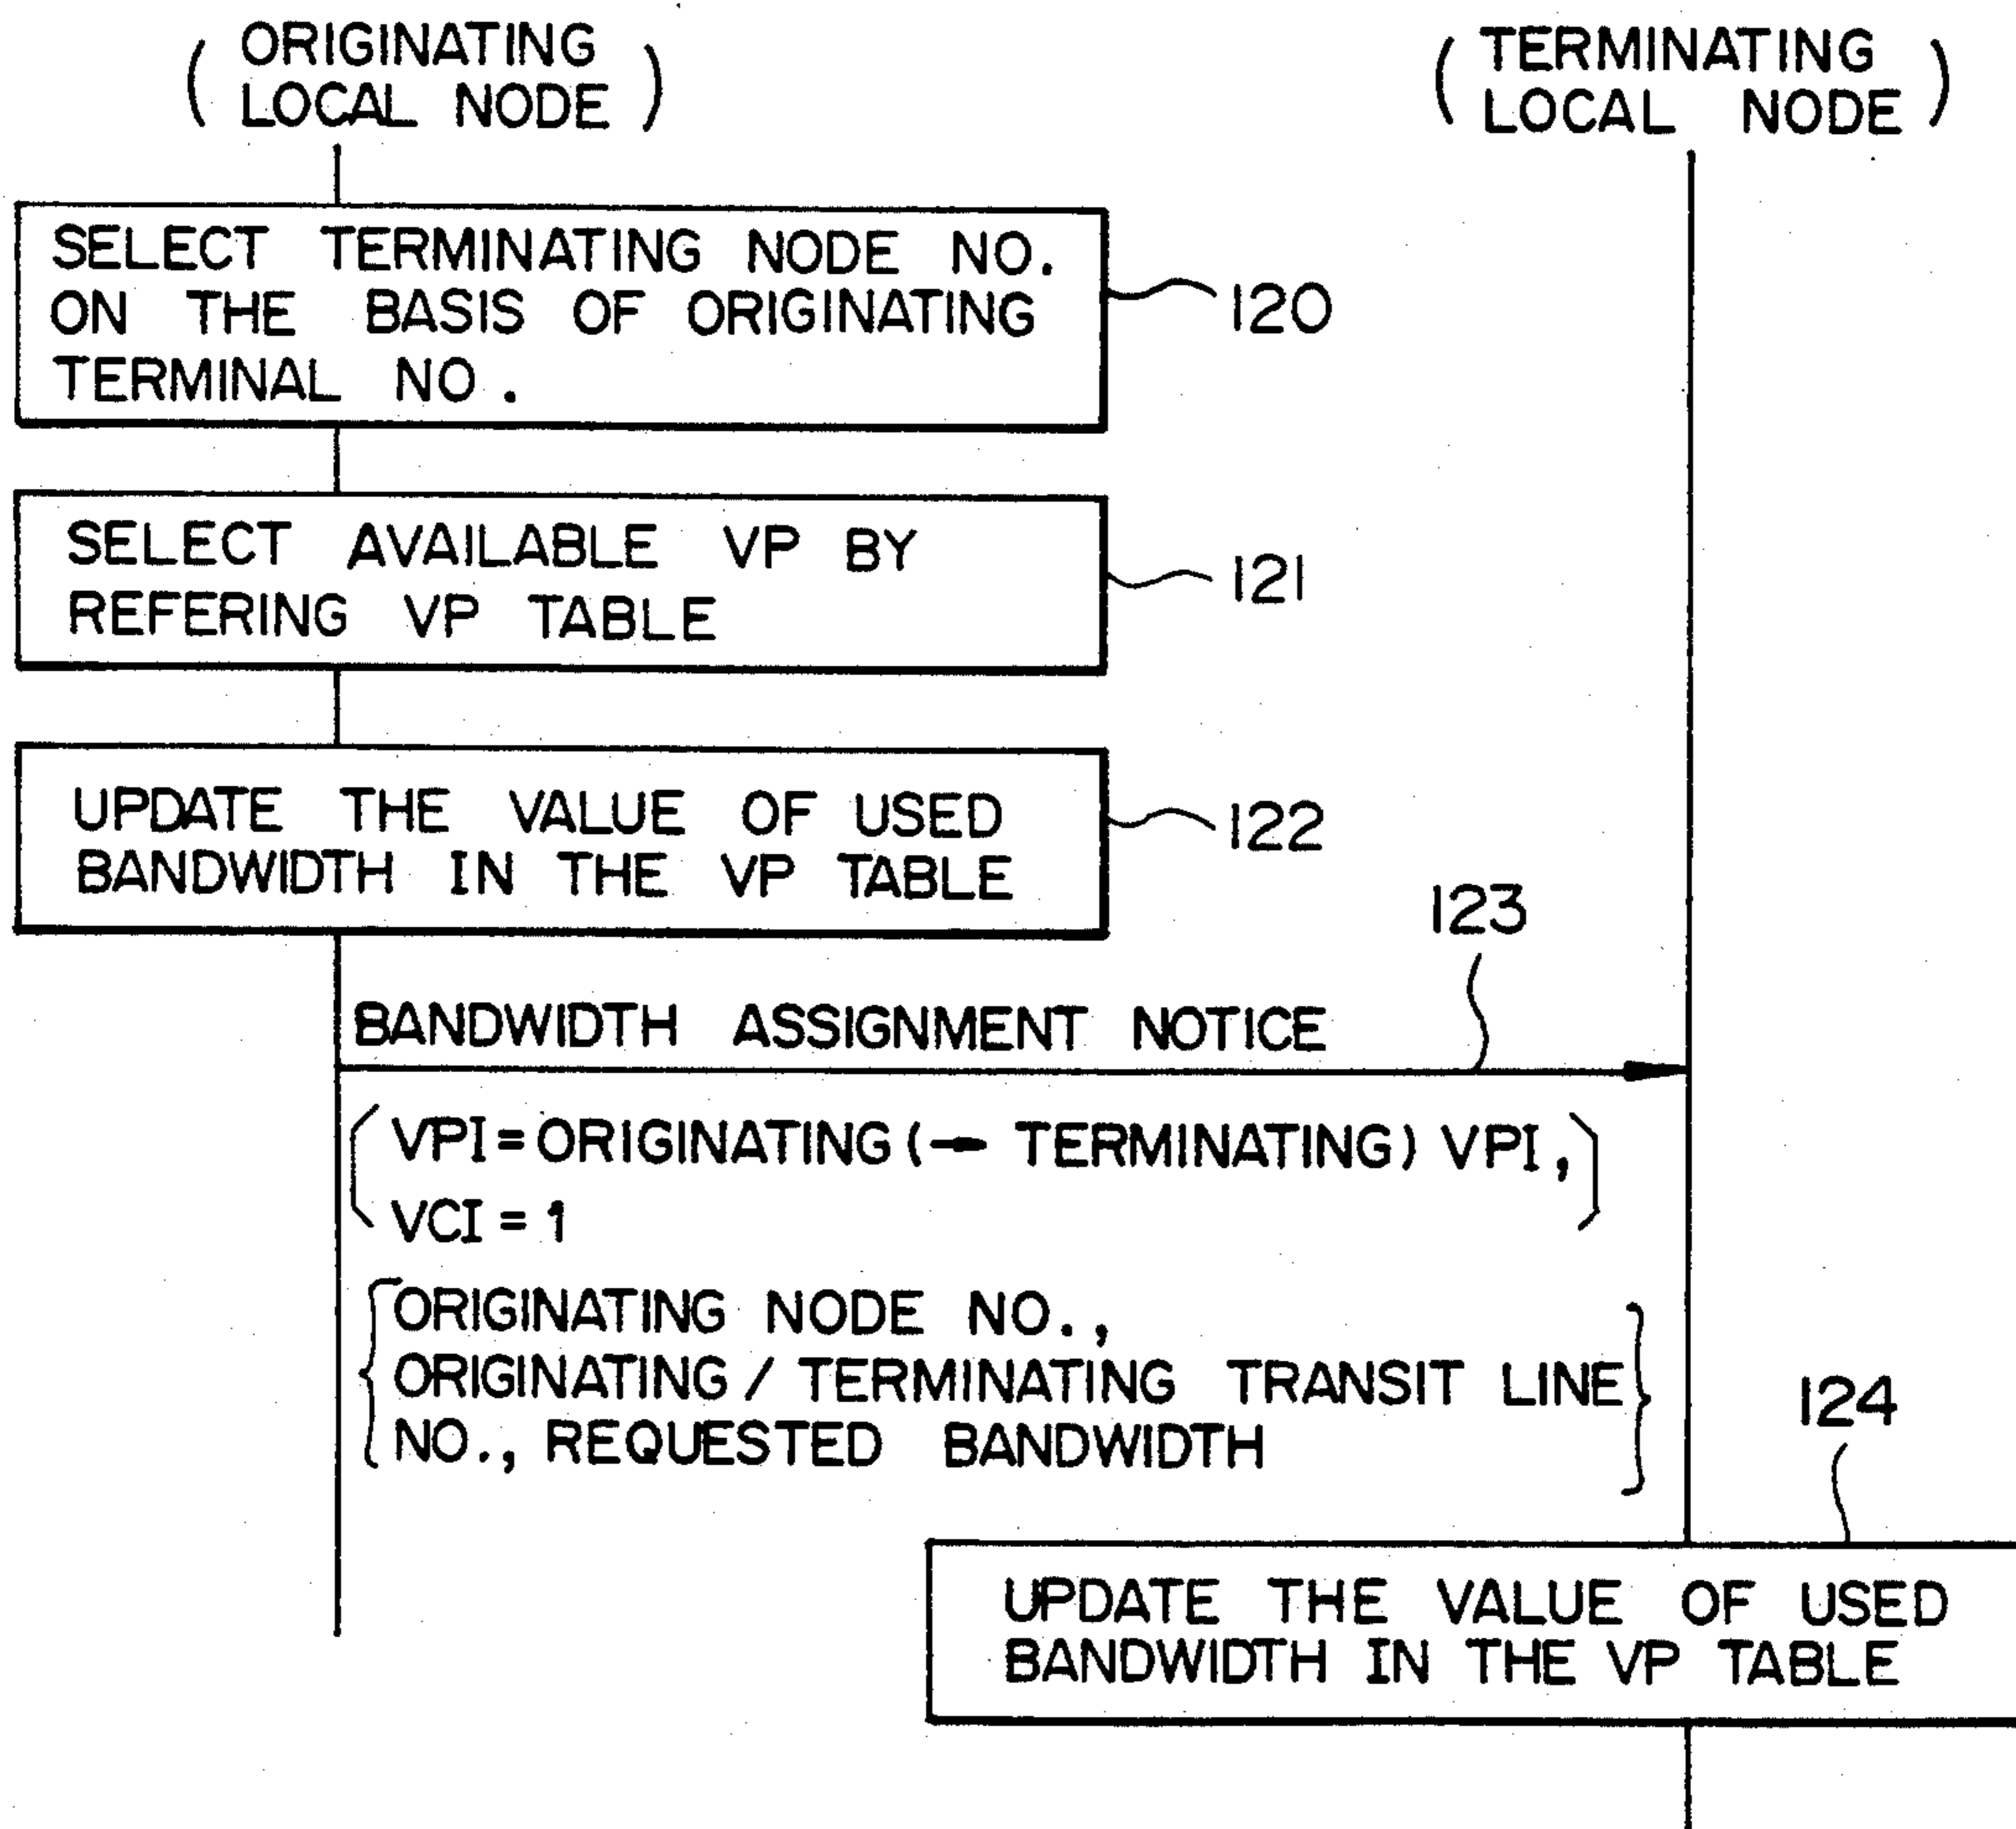 ( ORIGINATING
LOCAL NODE )
( TERMINATING
LOCAL NODE )
SELECT TERMINATING NODE NO.
ON THE BASIS OF ORIGINATING
TERMINAL NO.
120
SELECT AVAILABLE VP BY
REFERING VP TABLE
121
UPDATE THE VALUE OF USED
BANDWIDTH IN THE VP TABLE
122
123
BANDWIDTH ASSIGNMENT NOTICE
( VPI = ORIGINATING (→ TERMINATING) VPI,
VCI = 1 )
{ ORIGINATING NODE NO.,
ORIGINATING / TERMINATING TRANSIT LINE
NO., REQUESTED BANDWIDTH }
124
UPDATE THE VALUE OF USED
BANDWIDTH IN THE VP TABLE